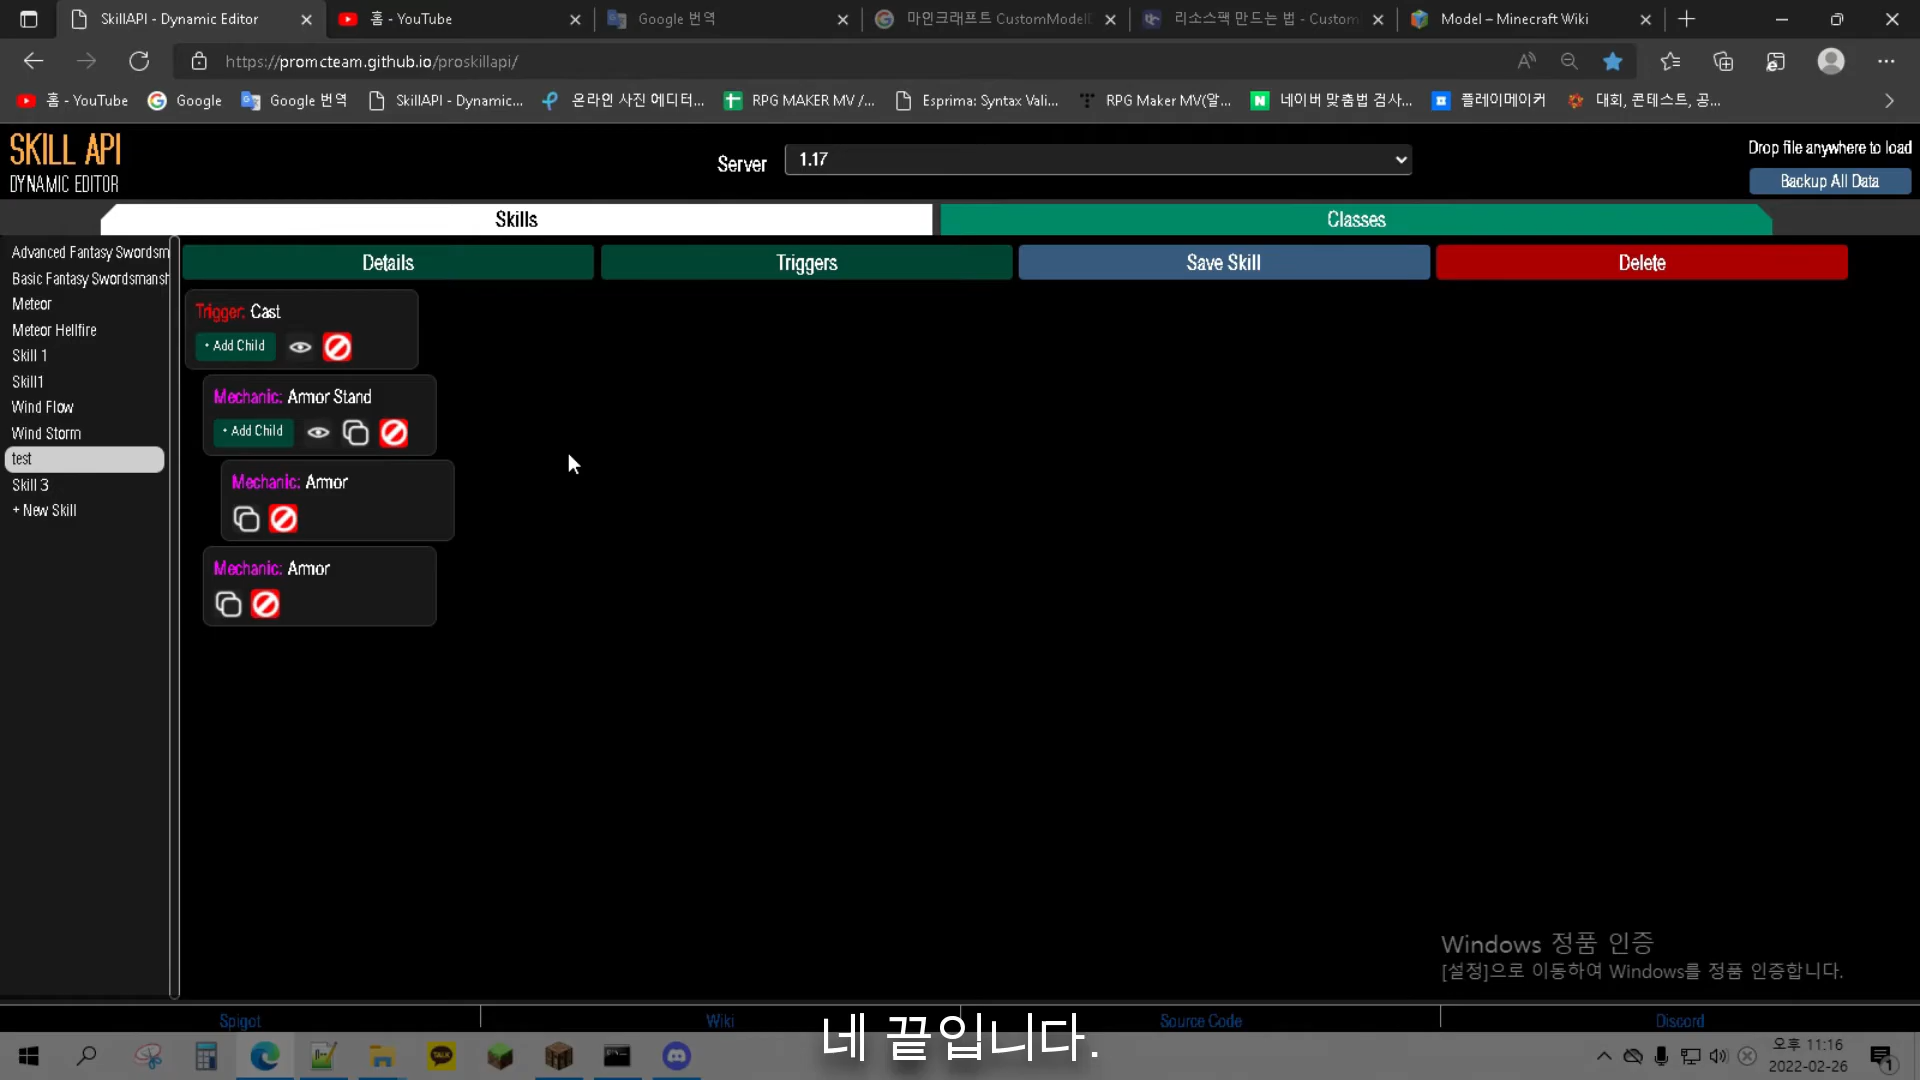 SkillAPI - Dynamic Editor
홈 - YouTube
Google 번역
마인크래프트 CustomModelD
리소스팩 만드는 법 - Custom
Model – Minecraft Wiki
https://promcteam.github.io/proskillapi/
홈 - YouTube
Google
Google 번역
SkillAPI - Dynamic...
온라인 사진 에디터...
RPG MAKER MV /...
Esprima: Syntax Vali...
RPG Maker MV(알...
네이버 맞춤법 검사...
플레이메이커
대회, 콘테스트, 공...
SKILL API
DYNAMIC EDITOR
Server
1.17
Drop file anywhere to load
Backup All Data
Skills
Classes
Details
Triggers
Save Skill
Delete
Advanced Fantasy Swordsm
Basic Fantasy Swordsmansh
Meteor
Meteor Hellfire
Skill 1
Skill1
Wind Flow
Wind Storm
test
Skill 3
+ New Skill
Trigger: Cast
+ Add Child
Mechanic: Armor Stand
+ Add Child
Mechanic: Armor
Mechanic: Armor
Windows 정품 인증
[설정]으로 이동하여 Windows를 정품 인증합니다.
Spigot
Wiki
Source Code
Discord
네 끝입니다.
TALK
오후 11:16
2022-02-26
1